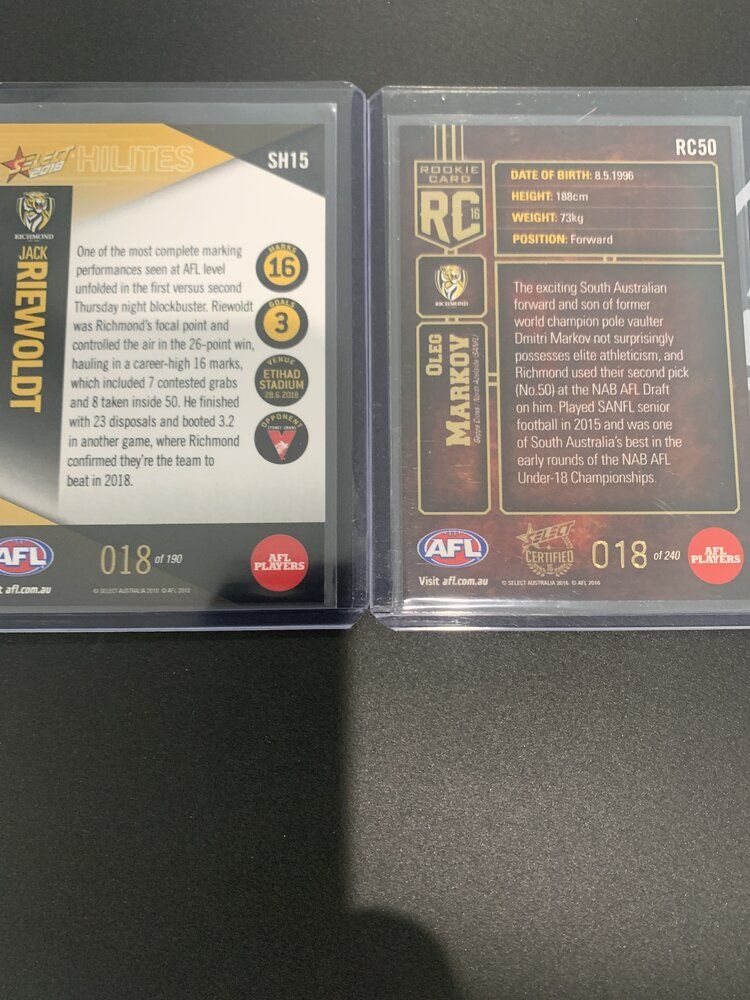 SELECT
2018
HILITES
SH15
RICHMOND
JACK
RIEWOLDT
One of the most complete marking
performances seen at AFL level
unfolded in the first versus second
Thursday night blockbuster. Riewoldt
was Richmond's focal point and
controlled the air in the 26-point win,
hauling in a career-high 16 marks,
which included 7 contested grabs
and 8 taken inside 50. He finished
with 23 disposals and booted 3.2
in another game, where Richmond
confirmed they're the team to
beat in 2018.
MARKS
16
GOALS
3
VENUE
ETIHAD
STADIUM
28.6.2018
OPPONENT
SYDNEY SWANS
AFL
018 of 190
AFL
PLAYERS
t afl.com.au
© SELECT AUSTRALIA 2018 © AFL 2018
RC50
ROOKIE
CARD
RC
16
DATE OF BIRTH: 8.5.1996
HEIGHT: 188cm
WEIGHT: 73kg
POSITION: Forward
RICHMOND
OLEG
MARKOV
Gepps Cross / North Adelaide (SANFL)
The exciting South Australian
forward and son of former
world champion pole vaulter
Dmitri Markov not surprisingly
possesses elite athleticism, and
Richmond used their second pick
(No.50) at the NAB AFL Draft
on him. Played SANFL senior
football in 2015 and was one
of South Australia's best in the
early rounds of the NAB AFL
Under-18 Championships.
AFL
SELECT
CERTIFIED
16
018 of 240
AFL
PLAYERS
Visit afl.com.au
© SELECT AUSTRALIA 2016 © AFL 2016